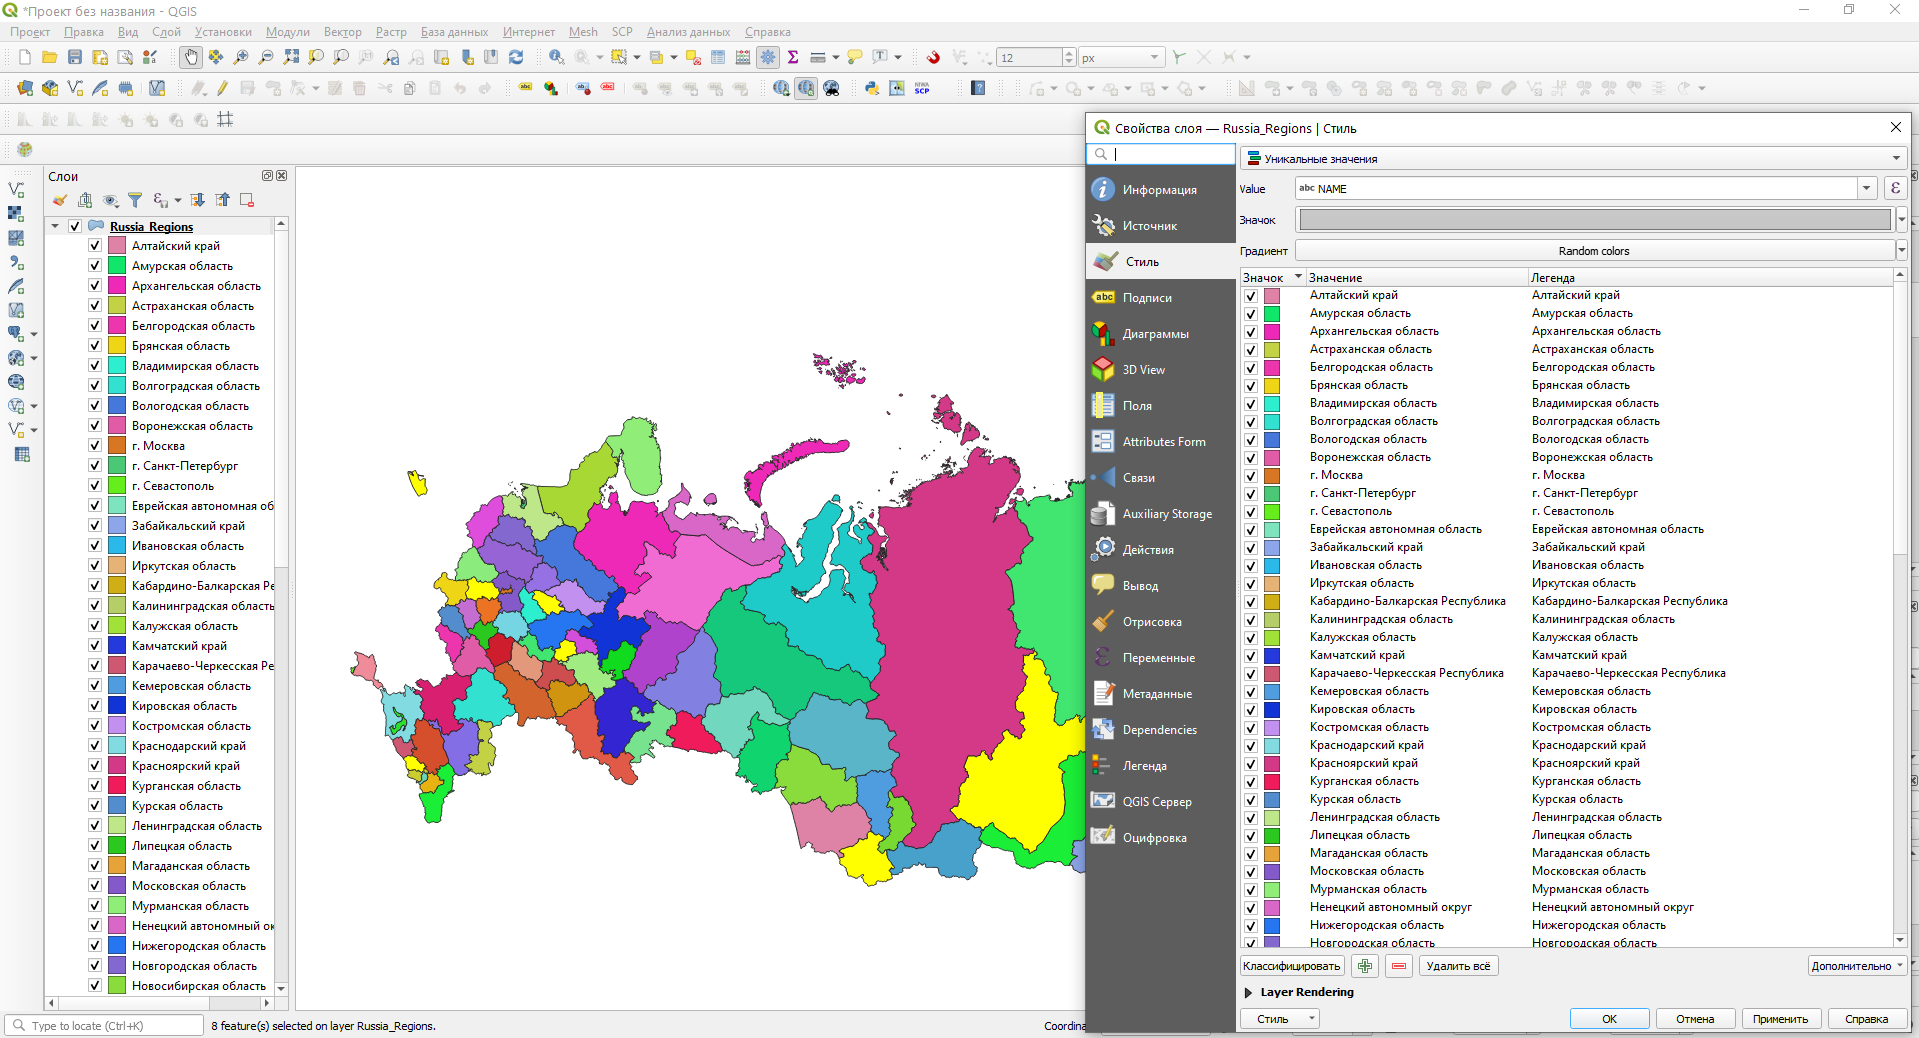 *Проект без названия - QGIS
Проект Правка Вид Слой Установки Модули Вектор Растр База данных Интернет Mesh SCP Анализ данных Справка
12 px
SCP
Слои
Russia_Regions
Алтайский край
Амурская область
Архангельская область
Астраханская область
Белгородская область
Брянская область
Владимирская область
Волгоградская область
Вологодская область
Воронежская область
г. Москва
г. Санкт-Петербург
г. Севастополь
Еврейская автономная об
Забайкальский край
Ивановская область
Иркутская область
Кабардино-Балкарская Ре
Калининградская область
Калужская область
Камчатский край
Карачаево-Черкесская Ре
Кемеровская область
Кировская область
Костромская область
Краснодарский край
Красноярский край
Курганская область
Курская область
Ленинградская область
Липецкая область
Магаданская область
Московская область
Мурманская область
Ненецкий автономный ок
Нижегородская область
Новгородская область
Новосибирская область
Type to locate (Ctrl+K)
8 feature(s) selected on layer Russia_Regions.
Coordina
Свойства слоя — Russia_Regions | Стиль
Информация
Источник
Стиль
abc Подписи
Диаграммы
3D View
Поля
Attributes Form
Связи
Auxiliary Storage
Действия
Вывод
Отрисовка
Переменные
Метаданные
Dependencies
Легенда
QGIS Сервер
Оцифровка
Уникальные значения
Value abc NAME ε
Значок
Градиент Random colors
Значок Значение Легенда
Алтайский край Алтайский край
Амурская область Амурская область
Архангельская область Архангельская область
Астраханская область Астраханская область
Белгородская область Белгородская область
Брянская область Брянская область
Владимирская область Владимирская область
Волгоградская область Волгоградская область
Вологодская область Вологодская область
Воронежская область Воронежская область
г. Москва г. Москва
г. Санкт-Петербург г. Санкт-Петербург
г. Севастополь г. Севастополь
Еврейская автономная область Еврейская автономная область
Забайкальский край Забайкальский край
Ивановская область Ивановская область
Иркутская область Иркутская область
Кабардино-Балкарская Республика Кабардино-Балкарская Республика
Калининградская область Калининградская область
Калужская область Калужская область
Камчатский край Камчатский край
Карачаево-Черкесская Республика Карачаево-Черкесская Республика
Кемеровская область Кемеровская область
Кировская область Кировская область
Костромская область Костромская область
Краснодарский край Краснодарский край
Красноярский край Красноярский край
Курганская область Курганская область
Курская область Курская область
Ленинградская область Ленинградская область
Липецкая область Липецкая область
Магаданская область Магаданская область
Московская область Московская область
Мурманская область Мурманская область
Ненецкий автономный округ Ненецкий автономный округ
Нижегородская область Нижегородская область
Новгородская область Новгородская область
Классифицировать Удалить всё Дополнительно
Layer Rendering
Стиль OK Отмена Применить Справка